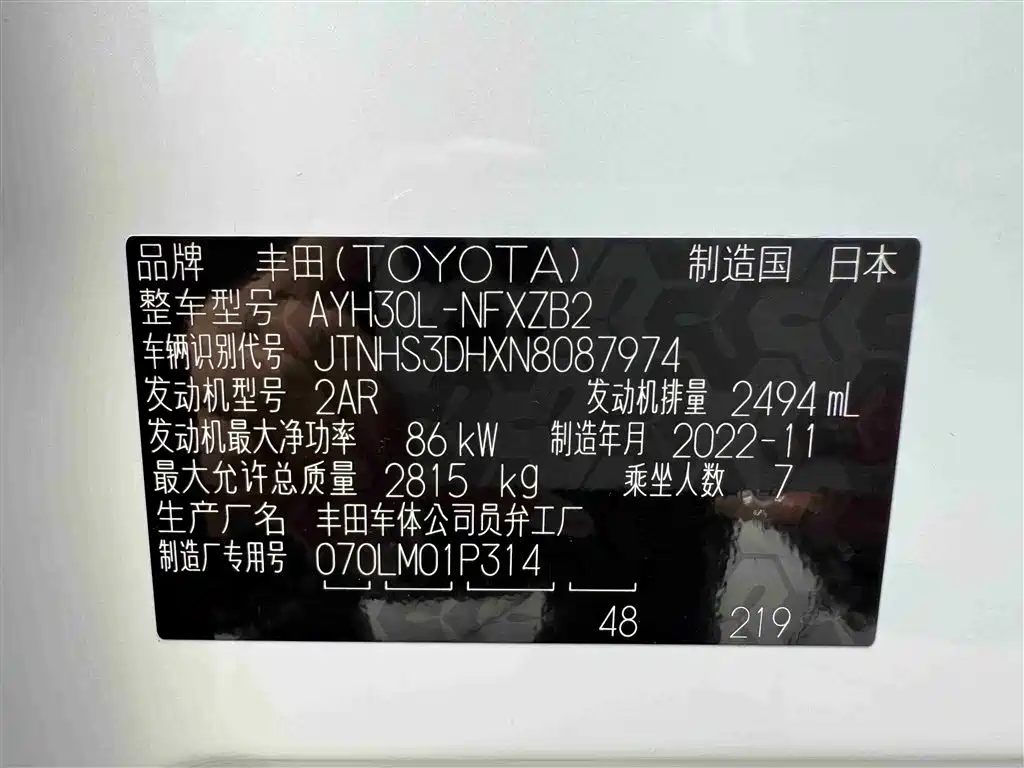 品牌 丰田(TOYOTA) 制造国 日本
整车型号 AYH30L-NFXZB2
车辆识别代号 JTNHS3DHXN8087974
发动机型号 2AR 发动机排量 2494 mL
发动机最大净功率 86 kW 制造年月 2022-11
最大允许总质量 2815 kg 乘坐人数 7
生产厂名 丰田车体公司员弁工厂
制造厂专用号 070LM01P314
48 219